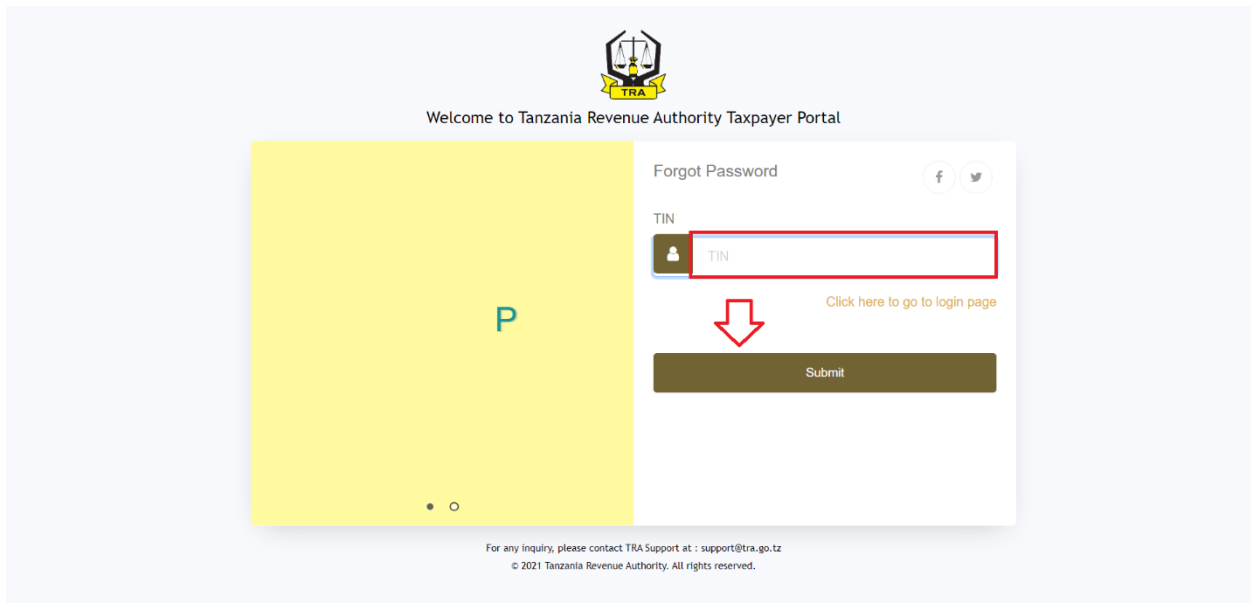 TRA
Welcome to Tanzania Revenue Authority Taxpayer Portal
Forgot Password
TIN
TIN
Click here to go to login page
P
Submit
For any inquiry, please contact TRA Support at : support@tra.go.tz
© 2021 Tanzania Revenue Authority. All rights reserved.